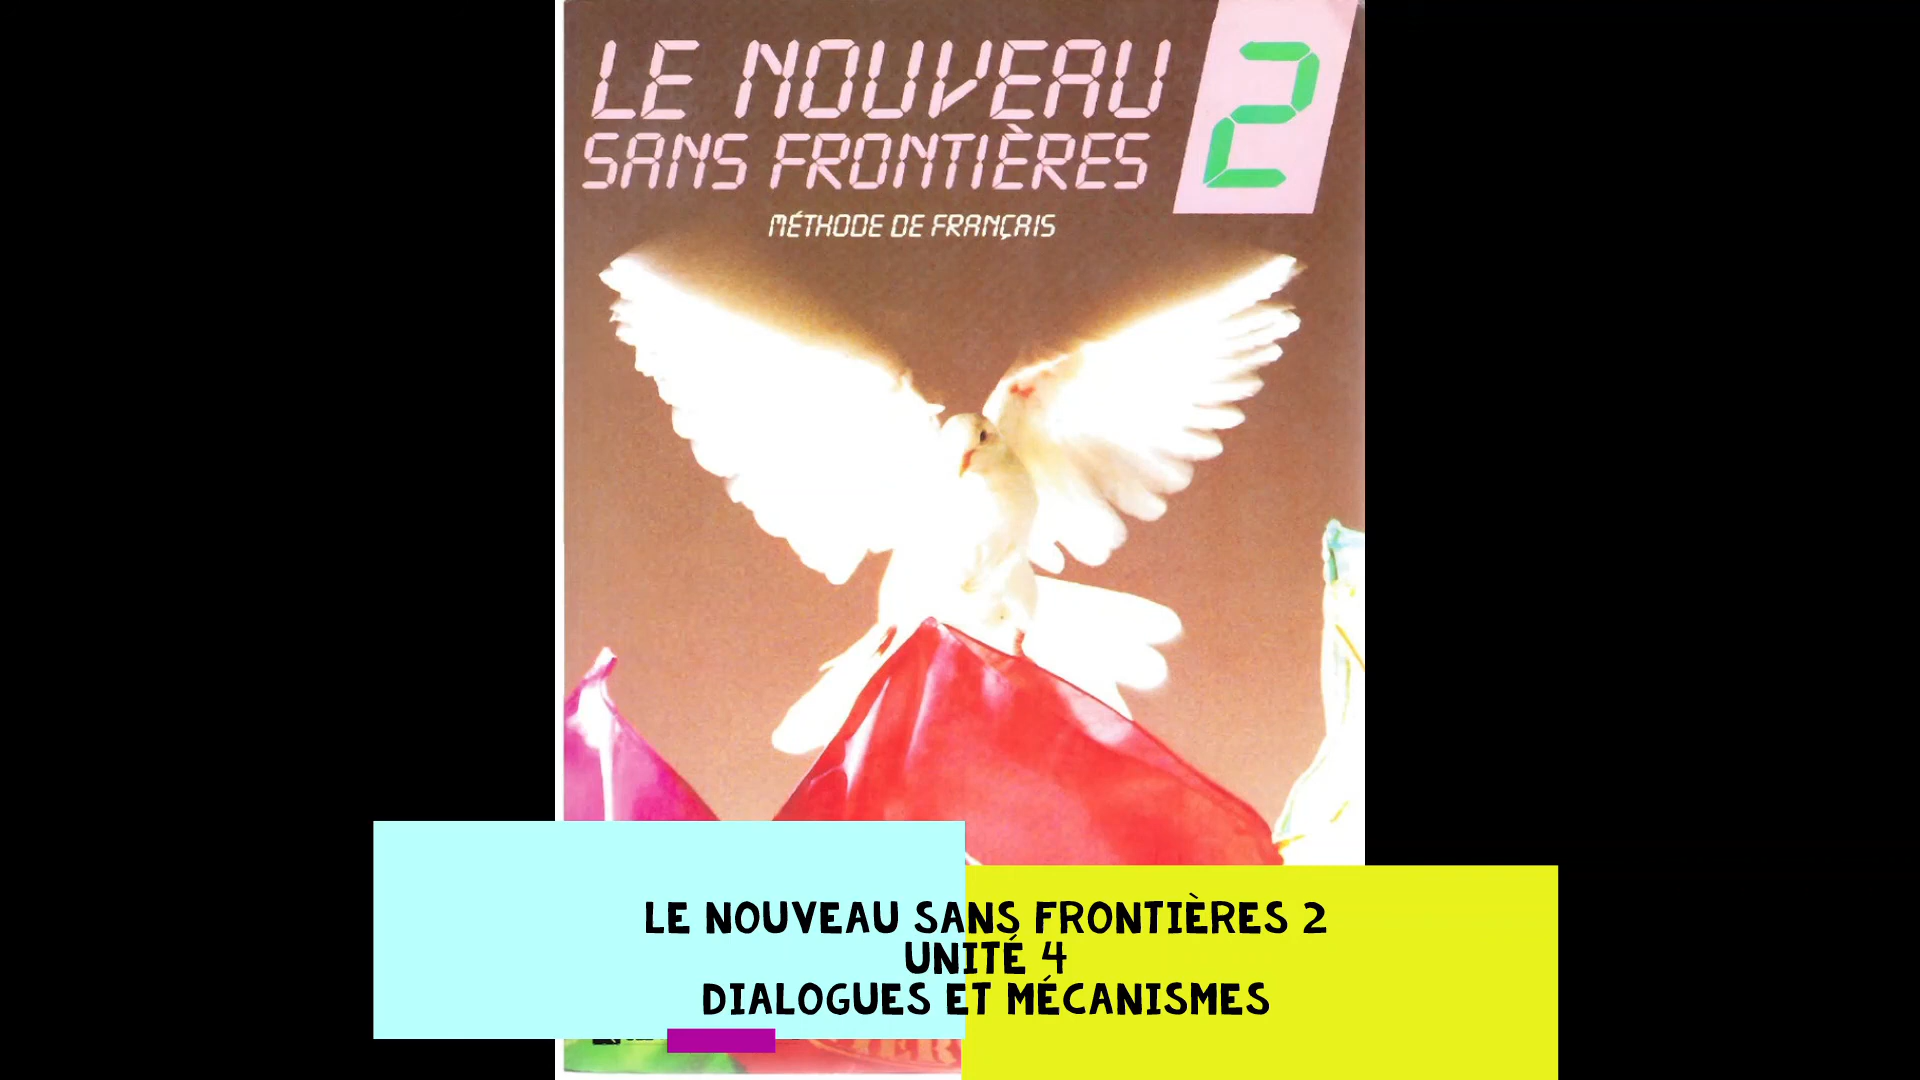 LE NOUVEAU 2
SANS FRONTIÈRES
MÉTHODE DE FRANÇAIS
LE NOUVEAU SANS FRONTIÈRES 2
UNITÉ 4
DIALOGUES ET MÉCANISMES